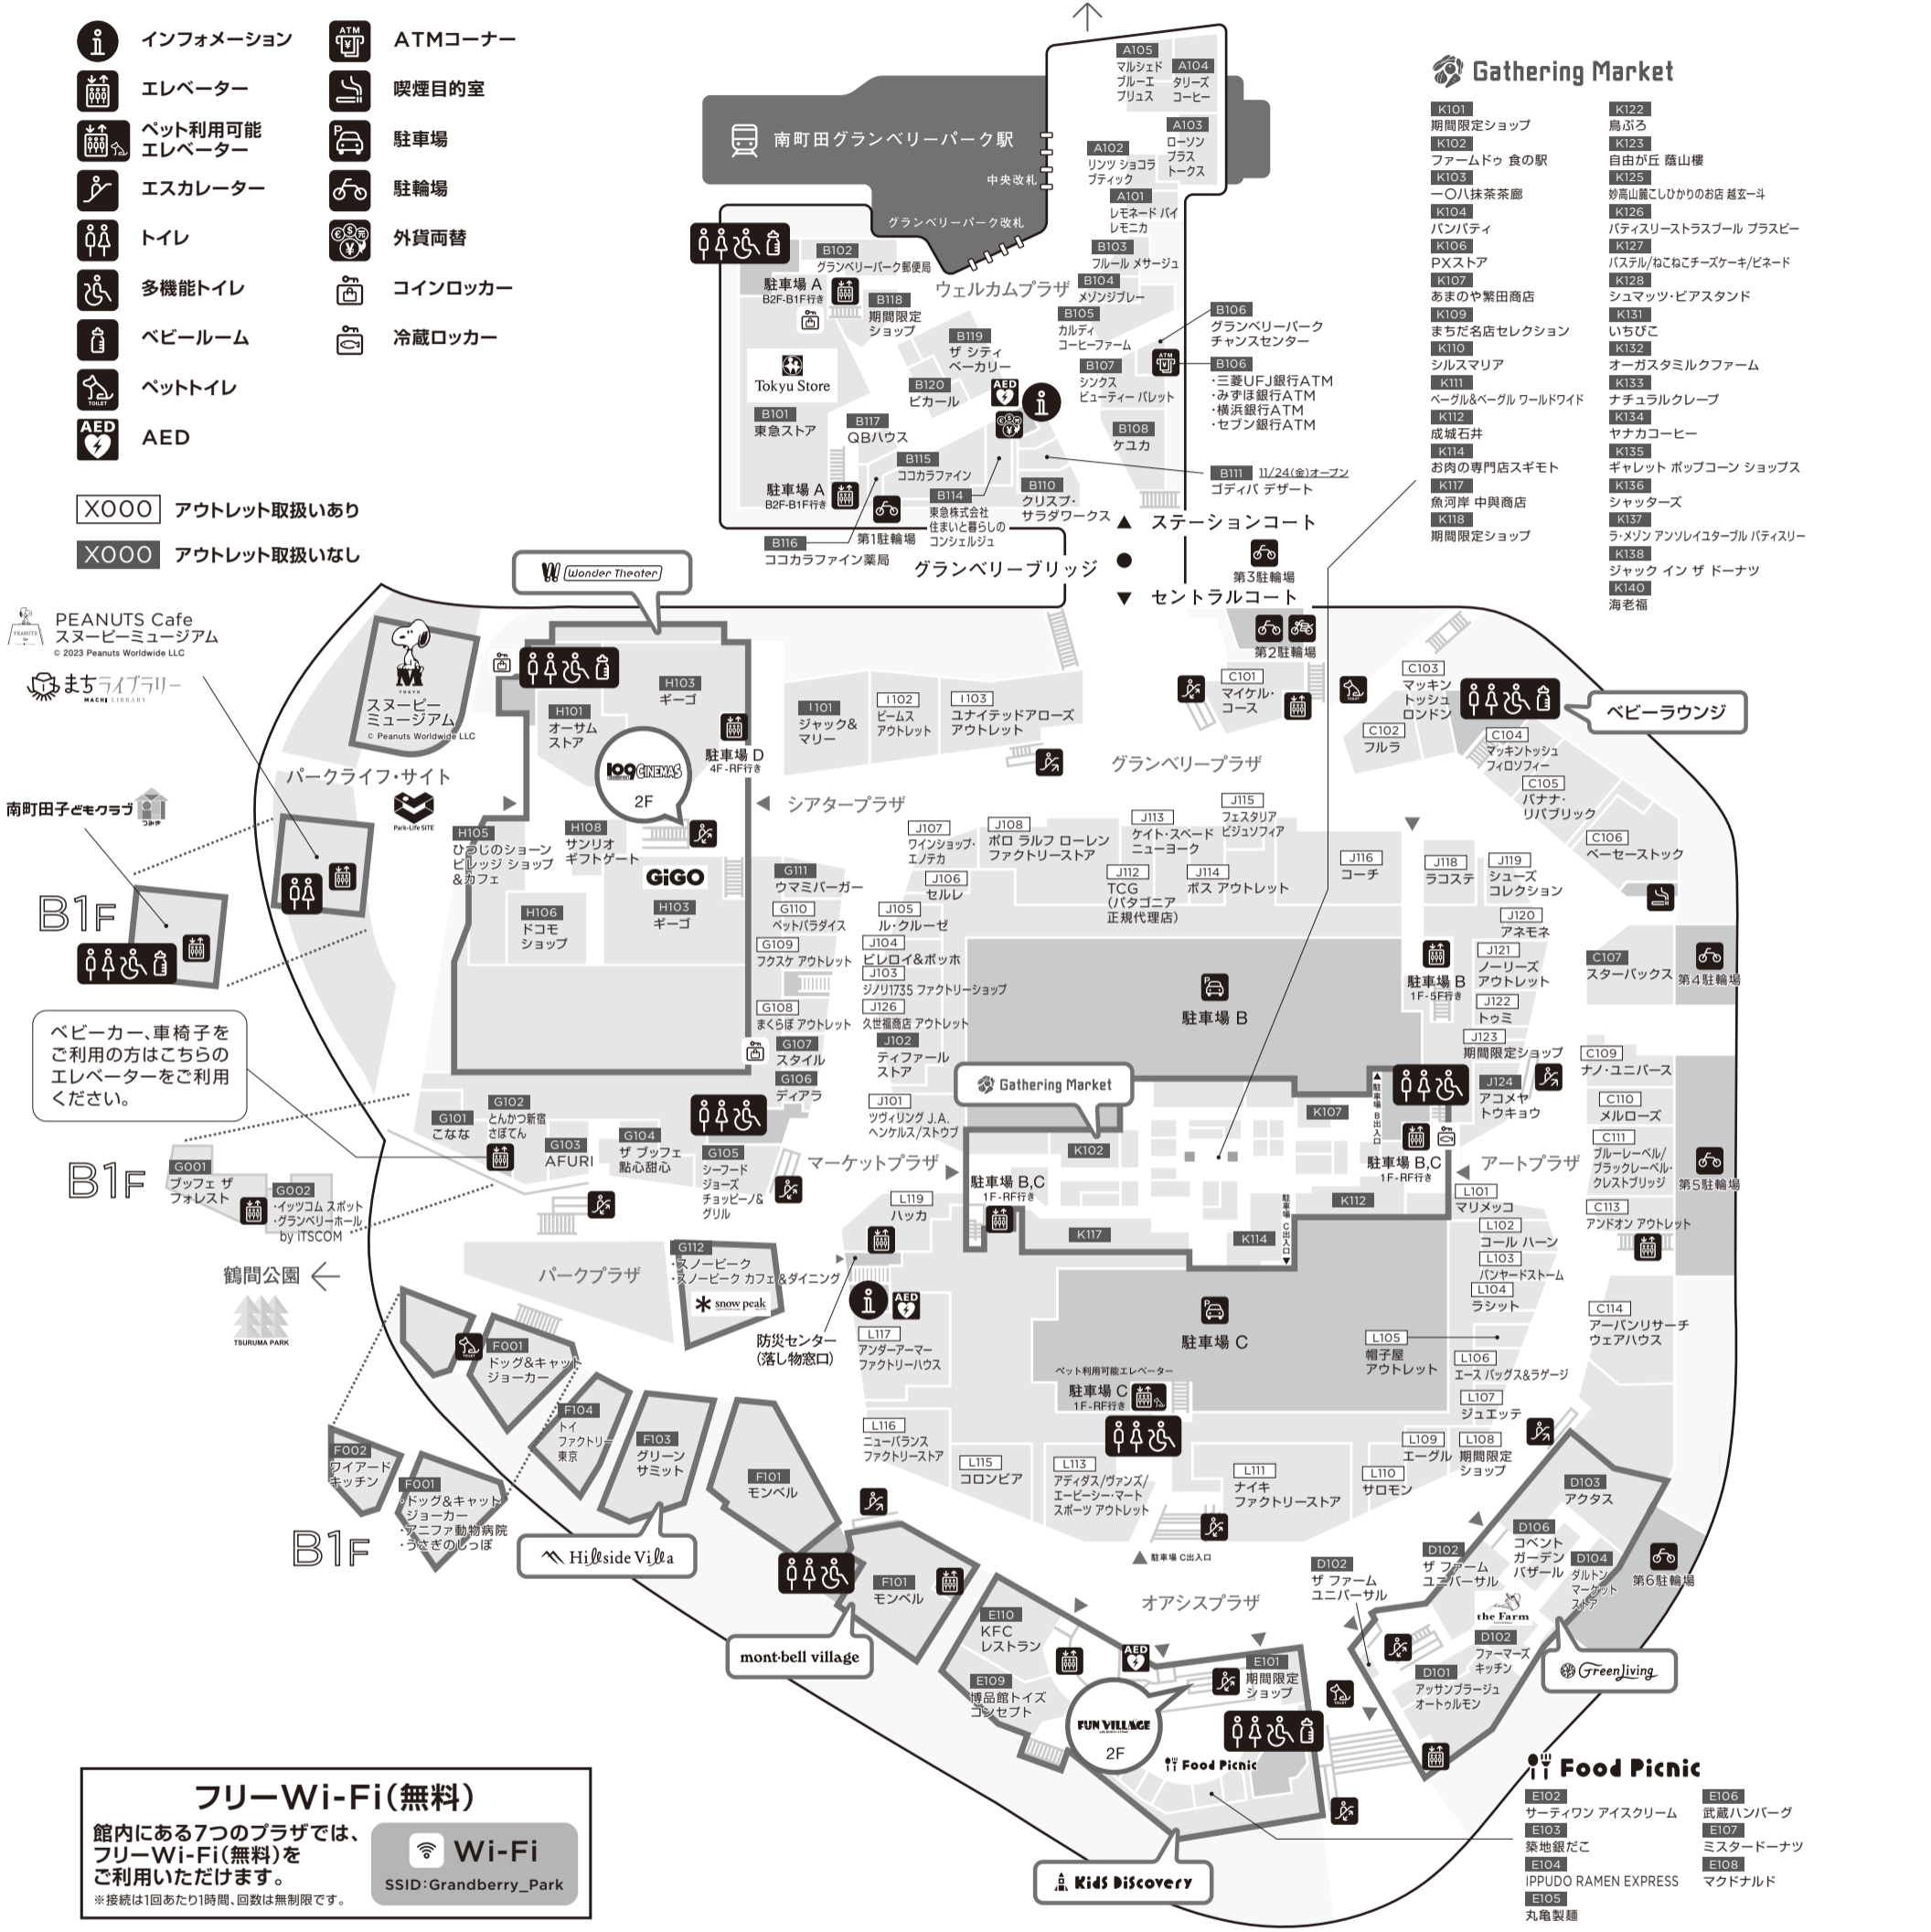 インフォメーション
エレベーター
ペット利用可能
エレベーター
エスカレーター
トイレ
多機能トイレ
ベビールーム
ペットトイレ
AED
ATMコーナー
喫煙目的室
駐車場
駐輪場
外貨両替
コインロッカー
冷蔵ロッカー
X000 アウトレット取扱いあり
X000 アウトレット取扱いなし
南町田グランベリーパーク駅
中央改札
グランベリーパーク改札
A105
マルシェド
ブルーエ
プリュス
A104
タリーズ
コーヒー
A103
ローソン
プラス
トークス
A102
リンツ ショコラ
ブティック
A101
レモネード バイ
レモニカ
B103
フルール メサージュ
B104
メゾンジブレー
B105
カルディ
コーヒーファーム
B106
グランベリーパーク
チャンスセンター
B106
・三菱UFJ銀行ATM
・みずほ銀行ATM
・横浜銀行ATM
・セブン銀行ATM
B107
シンクス
ビューティー パレット
B108
ケユカ
B111 11/24(金)オープン
ゴディバ デザート
B110
クリスプ・
サラダワークス
B102
グランベリーパーク郵便局
駐車場 A
B2F-B1F行き
B118
期間限定
ショップ
ウェルカムプラザ
B119
ザ シティ
ベーカリー
B120
ピカール
Tokyu Store
B101
東急ストア
B117
QBハウス
B115
ココカラファイン
B114
東急株式会社
住まいと暮らしの
コンシェルジュ
駐車場 A
B2F-B1F行き
第1駐輪場
B116
ココカラファイン薬局
▲ ステーションコート
グランベリーブリッジ ●
▼ セントラルコート
第3駐輪場
第2駐輪場
Gathering Market
K101
期間限定ショップ
K102
ファームドゥ 食の駅
K103
一〇八抹茶茶廊
K104
パンパティ
K106
PXストア
K107
あまのや繁田商店
K109
まちだ名店セレクション
K110
シルスマリア
K111
ベーグル&ベーグル ワールドワイド
K112
成城石井
K114
お肉の専門店スギモト
K117
魚河岸 中與商店
K118
期間限定ショップ
K122
鳥ぷろ
K123
自由が丘 蔭山樓
K125
妙高山麓こしひかりのお店 越玄一斗
K126
パティスリーストラスブール プラスビー
K127
パステル/ねこねこチーズケーキ/ビネード
K128
シュマッツ・ビアスタンド
K131
いちびこ
K132
オーガスタミルクファーム
K133
ナチュラルクレープ
K134
ヤナカコーヒー
K135
ギャレット ポップコーン ショップス
K136
シャッターズ
K137
ラ・メゾン アンソレイユターブル パティスリー
K138
ジャック イン ザ ドーナツ
K140
海老福
Wonder Theater
PEANUTS Cafe
スヌーピーミュージアム
© 2023 Peanuts Worldwide LLC
まちライブラリー
MACHI LIBRARY
スヌーピー
ミュージアム
© Peanuts Worldwide LLC
パークライフ・サイト
Park-Life SITE
南町田子どもクラブ
つみき
B1F
H101
オーサム
ストア
H103
ギーゴ
109CINEMAS
2F
駐車場 D
4F-RF行き
H105
ひつじのショーン
ビレッジ ショップ
&カフェ
H108
サンリオ
ギフトゲート
GiGO
H106
ドコモ
ショップ
H103
ギーゴ
シアタープラザ
I101
ジャック&
マリー
I102
ビームス
アウトレット
I103
ユナイテッドアローズ
アウトレット
C101
マイケル・
コース
C103
マッキン
トッシュ
ロンドン
C102
フルラ
C104
マッキントッシュ
フィロソフィー
C105
バナナ・
リパブリック
C106
ベーセーストック
ベビーラウンジ
グランベリープラザ
G111
ウマミバーガー
G110
ペットパラダイス
G109
フクスケ アウトレット
G108
まくらぼ アウトレット
G107
スタイル
G106
ディアラ
J107
ワインショップ・
エノテカ
J108
ポロ ラルフ ローレン
ファクトリーストア
J106
セルレ
J105
ル・クルーゼ
J104
ビレロイ&ボッホ
J103
ジノリ1735 ファクトリーショップ
J126
久世福商店 アウトレット
J102
ティファール
ストア
J101
ツヴィリング J.A.
ヘンケルス/ストウブ
J113
ケイト・スペード
ニューヨーク
J115
フェスタリア
ビジュソフィア
J112
TCG
(パタゴニア
正規代理店)
J114
ボス アウトレット
J116
コーチ
J118
ラコステ
J119
シューズ
コレクション
J120
アネモネ
J121
ノーリーズ
アウトレット
J122
トゥミ
J123
期間限定ショップ
J124
アコメヤ
トウキョウ
駐車場 B
駐車場 B
1F-5F行き
C107
スターバックス
第4駐輪場
C109
ナノ・ユニバース
C110
メルローズ
C111
ブルーレーベル/
ブラックレーベル・
クレストブリッジ
第5駐輪場
C113
アンドオン アウトレット
C114
アーバンリサーチ
ウェアハウス
アートプラザ
Gathering Market
K107
K102
K112
K117
K114
駐車場B出入口
駐車場C出入口
駐車場 B,C
1F-RF行き
駐車場 B,C
1F-RF行き
マーケットプラザ
ベビーカー、車椅子を
ご利用の方はこちらの
エレベーターをご利用
ください。
B1F
G001
ブッフェ ザ
フォレスト
G002
・イッツコム スポット
・グランベリーホール
by iTSCOM
G101
こなな
G102
とんかつ新宿
さぼてん
G103
AFURI
G104
ザ ブッフェ
點心甜心
G105
シーフード
ジョーズ
チョッピーノ&
グリル
鶴間公園
TSURUMA PARK
パークプラザ
G112
・スノーピーク
・スノーピーク カフェ&ダイニング
snow peak
防災センター
(落し物窓口)
L119
ハッカ
L117
アンダーアーマー
ファクトリーハウス
L116
ニューバランス
ファクトリーストア
L115
コロンビア
L113
アディダス/ヴァンズ/
エービーシー・マート
スポーツ アウトレット
L111
ナイキ
ファクトリーストア
L110
サロモン
L109
エーグル
L108
期間限定
ショップ
L107
ジュエッテ
L106
エース バッグス&ラゲージ
L105
帽子屋
アウトレット
L104
ラシット
L103
バンヤードストーム
L102
コール ハーン
L101
マリメッコ
駐車場 C
ペット利用可能エレベーター
駐車場 C
1F-RF行き
駐車場 C出入口
オアシスプラザ
F001
ドッグ&キャット
ジョーカー
F104
トイ
ファクトリー
東京
F103
グリーン
サミット
F101
モンベル
F002
ワイアード
キッチン
F001
・ドッグ&キャット
ジョーカー
・アニファ動物病院
・うさぎのしっぽ
B1F
Hillside Villa
F101
モンベル
mont-bell village
E110
KFC
レストラン
E109
博品館トイズ
コンセプト
FUN VILLAGE
2F
E101
期間限定
ショップ
Food Picnic
Kids Discovery
D102
ザ ファーム
ユニバーサル
D102
ザ ファーム
ユニバーサル
D103
アクタス
D106
コベント
ガーデン
バザール
D104
ダルトン
マーケット
ストア
the Farm
D102
ファーマーズ
キッチン
D101
アッサンブラージュ
オートゥルモン
第6駐輪場
GreenLiving
Food Picnic
E102
サーティワン アイスクリーム
E103
築地銀だこ
E104
IPPUDO RAMEN EXPRESS
E105
丸亀製麺
E106
武蔵ハンバーグ
E107
ミスタードーナツ
E108
マクドナルド
フリーWi-Fi(無料)
館内にある7つのプラザでは、
フリーWi-Fi(無料)を
ご利用いただけます。
※接続は1回あたり1時間、回数は無制限です。
Wi-Fi
SSID:Grandberry_Park